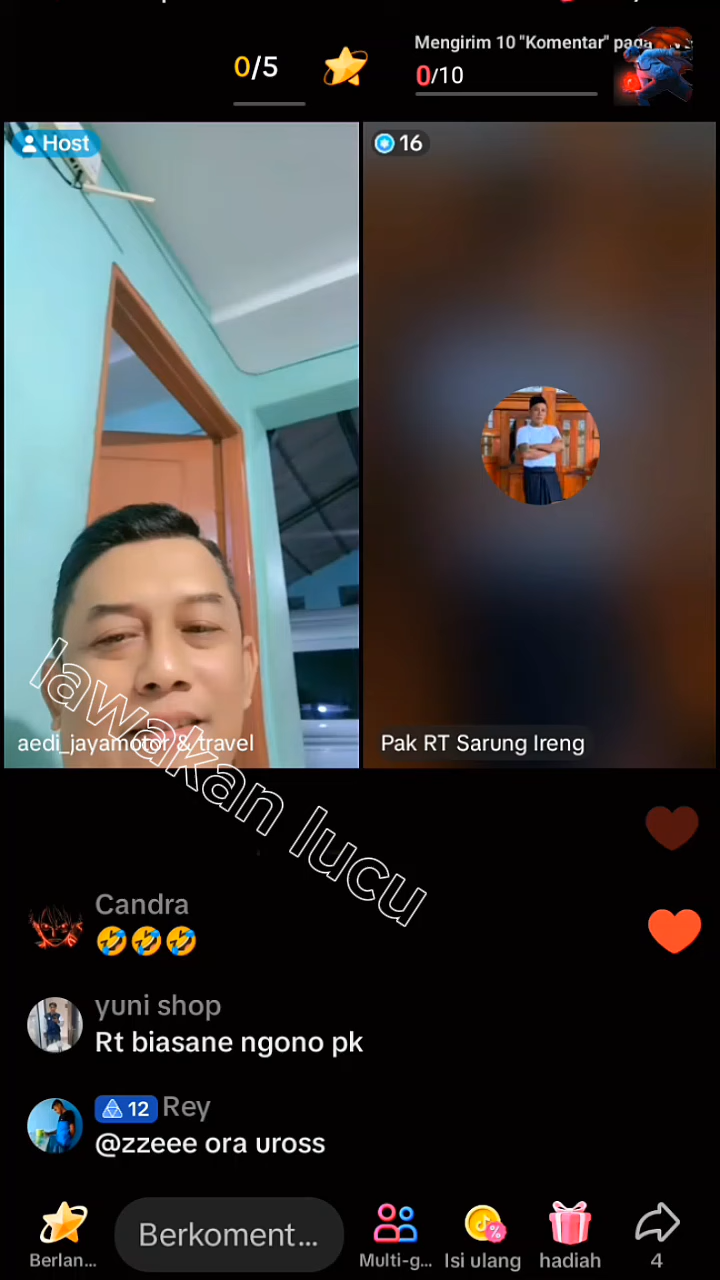 Mengirim 10 "Komentar" pada
0/5
0/10
Host
16
aedi_jayamotor & travel
Pak RT Sarung Ireng
lawakan lucu
Candra
🤣🤣🤣
yuni shop
Rt biasane ngono pk
12 Rey
@zzeee ora uross
Berkoment...
Berlan...
Multi-g...
Isi ulang
hadiah
4